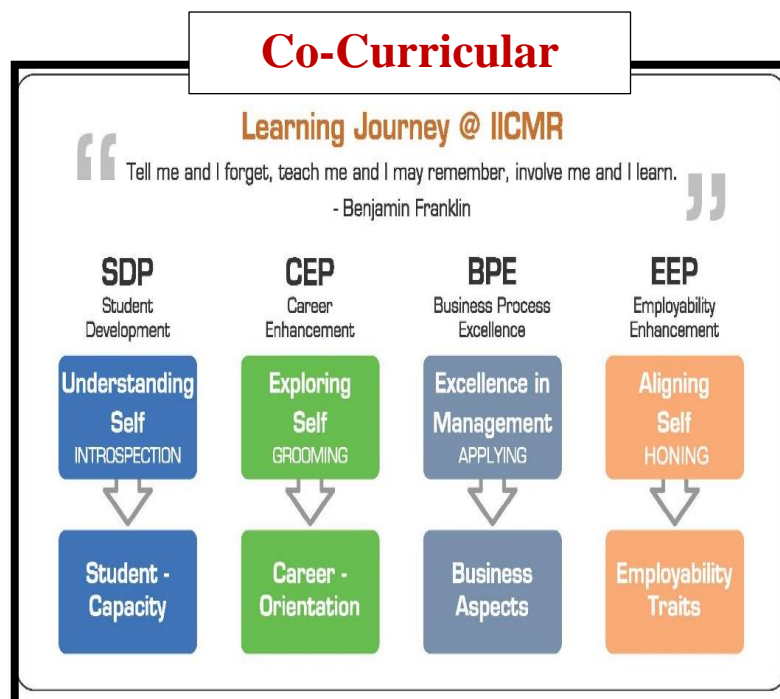 Co-Curricular
Learning Journey @ IICMR
“
Tell me and I forget, teach me and I may remember, involve me and I learn.
- Benjamin Franklin
”
SDP
Student
Development
Understanding
Self
INTROSPECTION
Student -
Capacity
CEP
Career
Enhancement
Exploring
Self
GROOMING
Career -
Orientation
BPE
Business Process
Excellence
Excellence in
Management
APPLYING
Business
Aspects
EEP
Employability
Enhancement
Aligning
Self
HONING
Employability
Traits